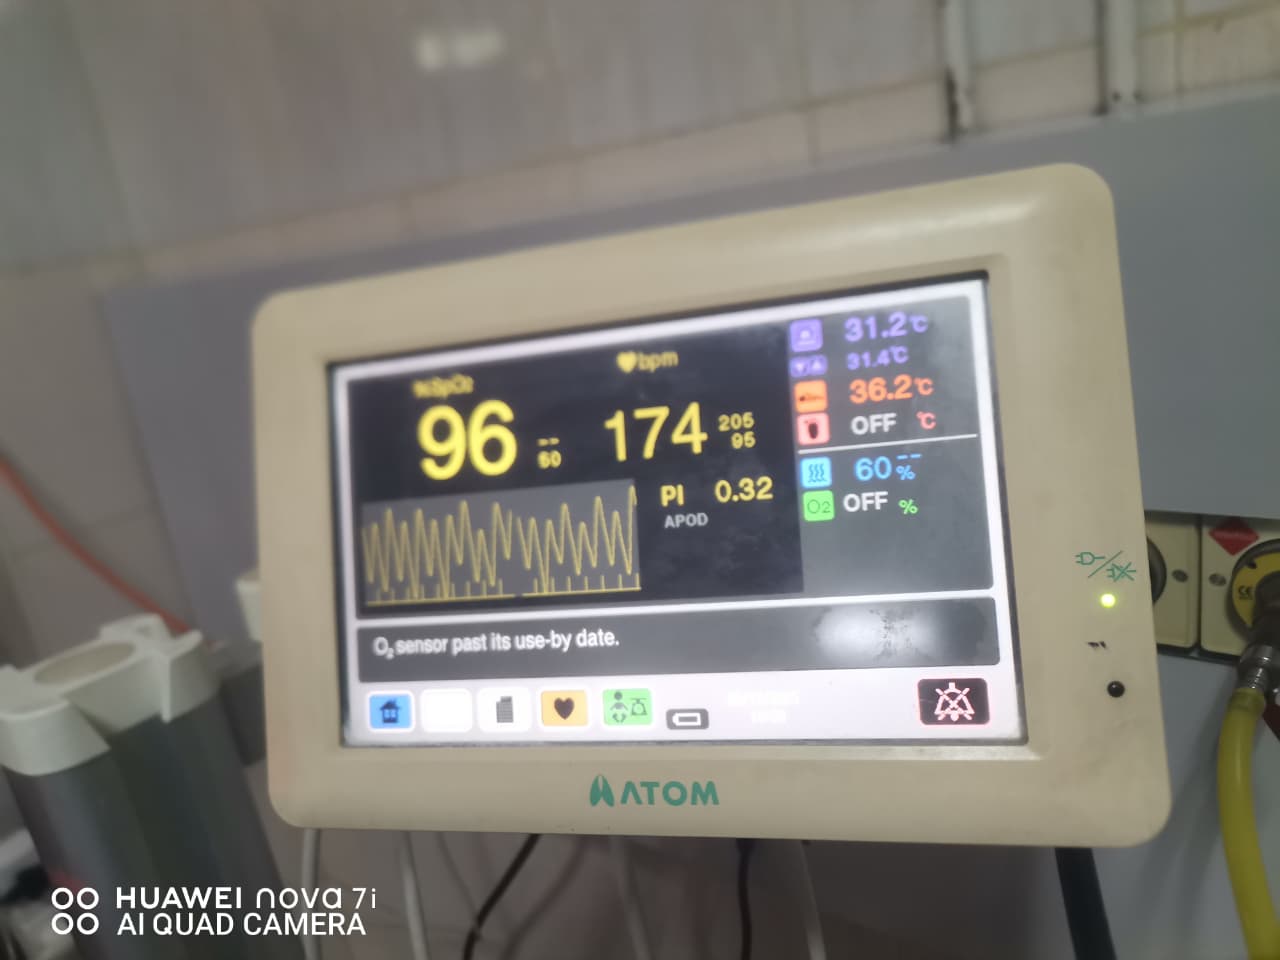 %SpO2
bpm
96
--
50
174
205
95
PI 0.32
APOD
31.2℃
31.4℃
36.2℃
OFF ℃
60 --
%
O2 OFF %
O₂ sensor past its use-by date.
ATOM
HUAWEI nova 7i
AI QUAD CAMERA